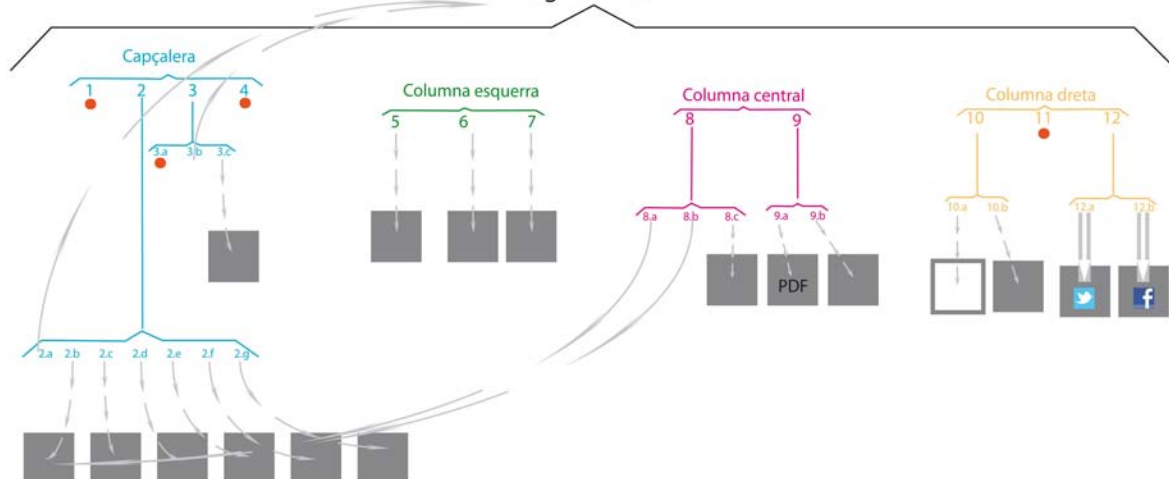 Capçalera
1 2 3 4
3.a 3.b 3.c
2.a 2.b 2.c 2.d 2.e 2.f 2.g
Columna esquerra
5 6 7
Columna central
8 9
8.a 8.b 8.c 9.a 9.b
PDF
Columna dreta
10 11 12
10.a 10.b 12.a 12.b